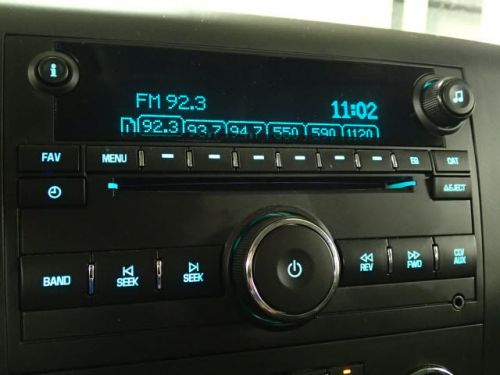 i
FM 92.3
11:02
92.3 93.7 94.7 550 590 1120
FAV MENU EQ CAT
EJECT
BAND SEEK SEEK REV FWD CD/AUX